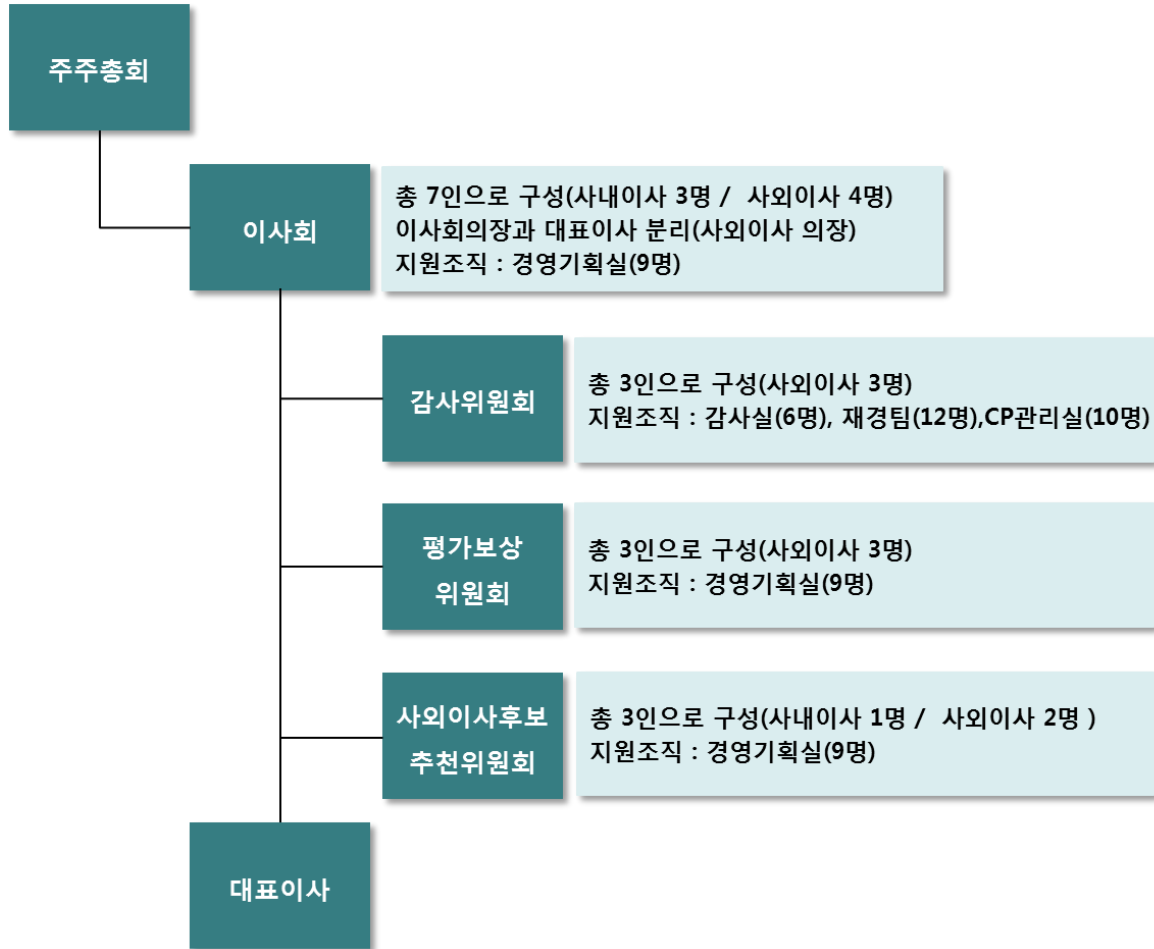 주주총회
이사회
총 7인으로 구성(사내이사 3명 /  사외이사 4명)
이사회의장과 대표이사 분리(사외이사 의장)
지원조직 : 경영기획실(9명)
감사위원회
총 3인으로 구성(사외이사 3명)
지원조직 : 감사실(6명), 재경팀(12명),CP관리실(10명)
평가보상
위원회
총 3인으로 구성(사외이사 3명)
지원조직 : 경영기획실(9명)
사외이사후보
추천위원회
총 3인으로 구성(사내이사 1명 /  사외이사 2명 )
지원조직 : 경영기획실(9명)
대표이사